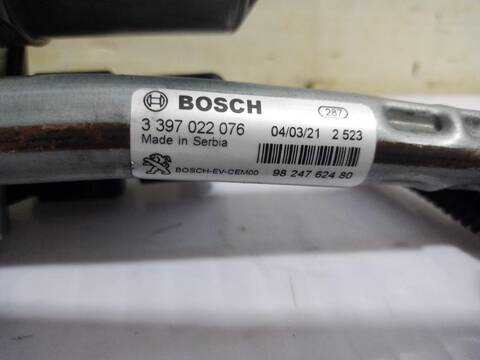 BOSCH
287
3 397 022 076 04/03/21 2 523
Made in Serbia
BOSCH-EV-CEM00 98 247 624 80